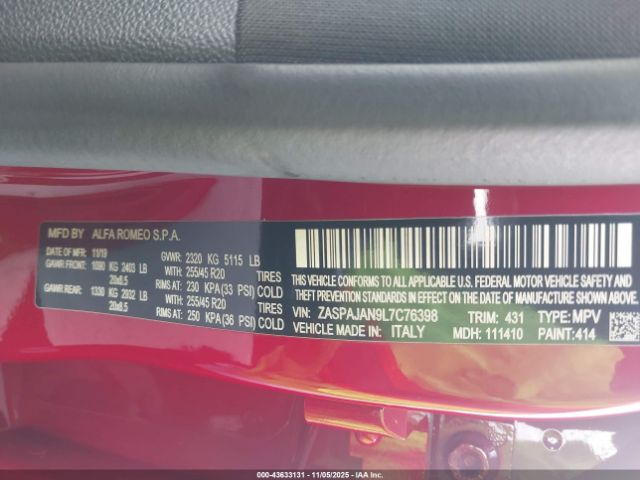 MFD BY ALFA ROMEO S.P.A.
DATE OF MFR: 11/19
GVWR: 2320 KG 5115 LB
GAWR FRONT: 1090 KG 2403 LB
20x8.5
WITH: 255/45 R20 TIRES
RIMS AT: 230 KPA (33 PSI) COLD
GAWR REAR: 1330 KG 2932 LB
20x8.5
WITH: 255/45 R20 TIRES
RIMS AT: 250 KPA (36 PSI) COLD
THIS VEHICLE CONFORMS TO ALL APPLICABLE U.S. FEDERAL MOTOR VEHICLE SAFETY AND
THEFT PREVENTION STANDARDS IN EFFECT ON THE DATE OF MANUFACTURE SHOWN ABOVE.
VIN: ZASPAJAN9L7C76398 TRIM: 431 TYPE: MPV
VEHICLE MADE IN: ITALY MDH: 111410 PAINT: 414
000-43633131 - 11/05/2025 - IAAI.COM